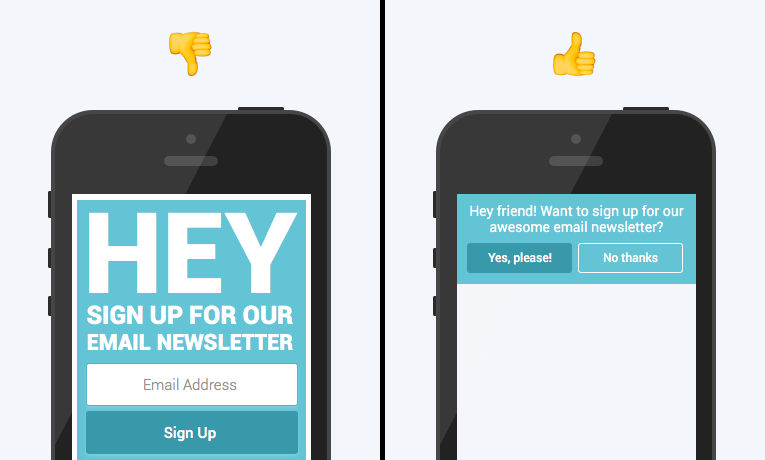 HEY
SIGN UP FOR OUR
EMAIL NEWSLETTER
Email Address
Sign Up
Hey friend! Want to sign up for our
awesome email newsletter?
Yes, please!
No thanks